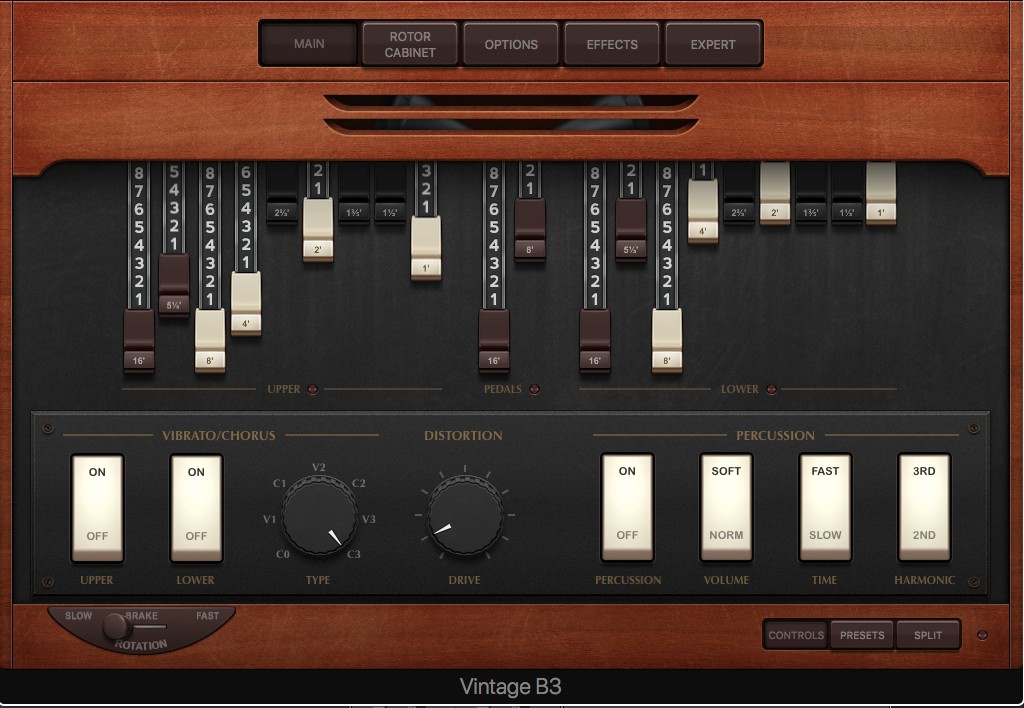 MAIN
ROTOR
CABINET
OPTIONS
EFFECTS
EXPERT
8 7 6 5 4 3 2 1
16'
5 4 3 2 1
5⅓'
8 7 6 5 4 3 2 1
8'
6 5 4 3 2 1
4'
2⅔'
2 1
2'
1⅗'
1⅓'
3 2 1
1'
UPPER
8 7 6 5 4 3 2 1
16'
2 1
8'
PEDALS
8 7 6 5 4 3 2 1
16'
2 1
5⅓'
8 7 6 5 4 3 2 1
8'
1
4'
2⅔'
2'
1⅗'
1⅓'
1'
LOWER
VIBRATO/CHORUS
ON
OFF
UPPER
ON
OFF
LOWER
C0
V1
C1
V2
C2
V3
C3
TYPE
DISTORTION
DRIVE
PERCUSSION
ON
OFF
PERCUSSION
SOFT
NORM
VOLUME
FAST
SLOW
TIME
3RD
2ND
HARMONIC
SLOW
BRAKE
FAST
ROTATION
CONTROLS
PRESETS
SPLIT
Vintage B3